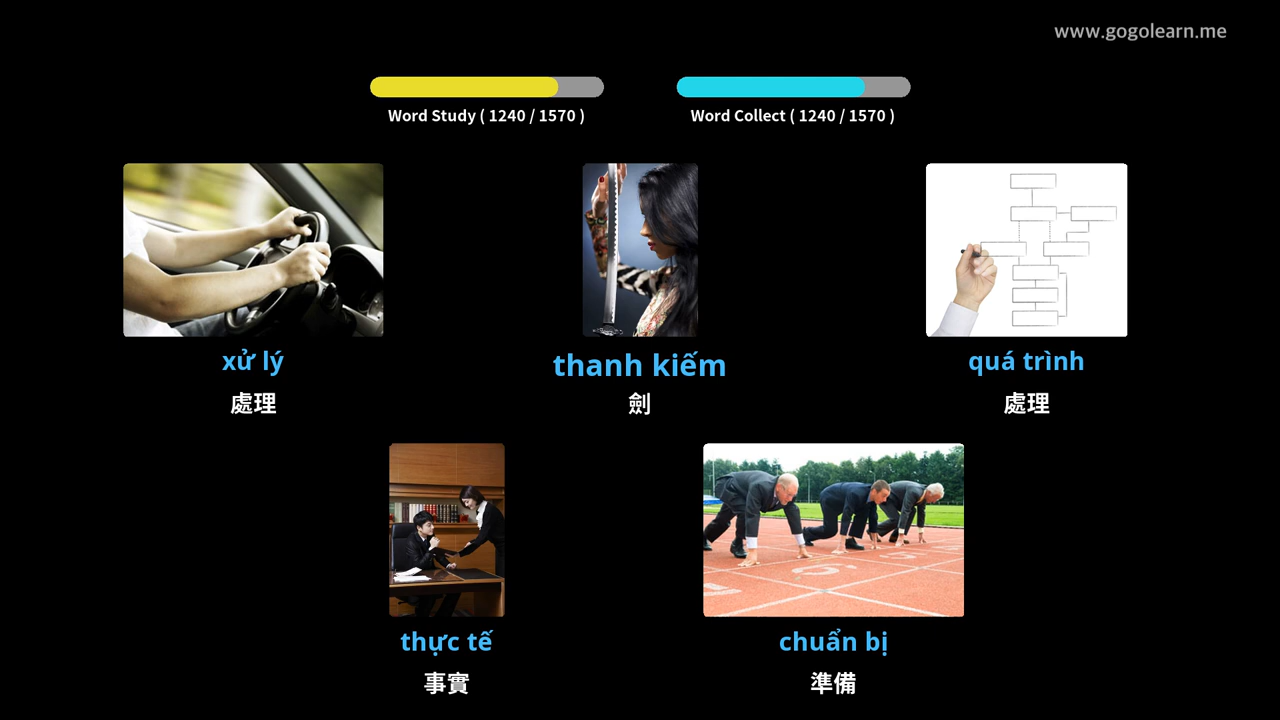 www.gogolearn.me
Word Study ( 1240 / 1570 )
Word Collect ( 1240 / 1570 )
xử lý
處理
thanh kiếm
劍
quá trình
處理
thực tế
事實
chuẩn bị
準備